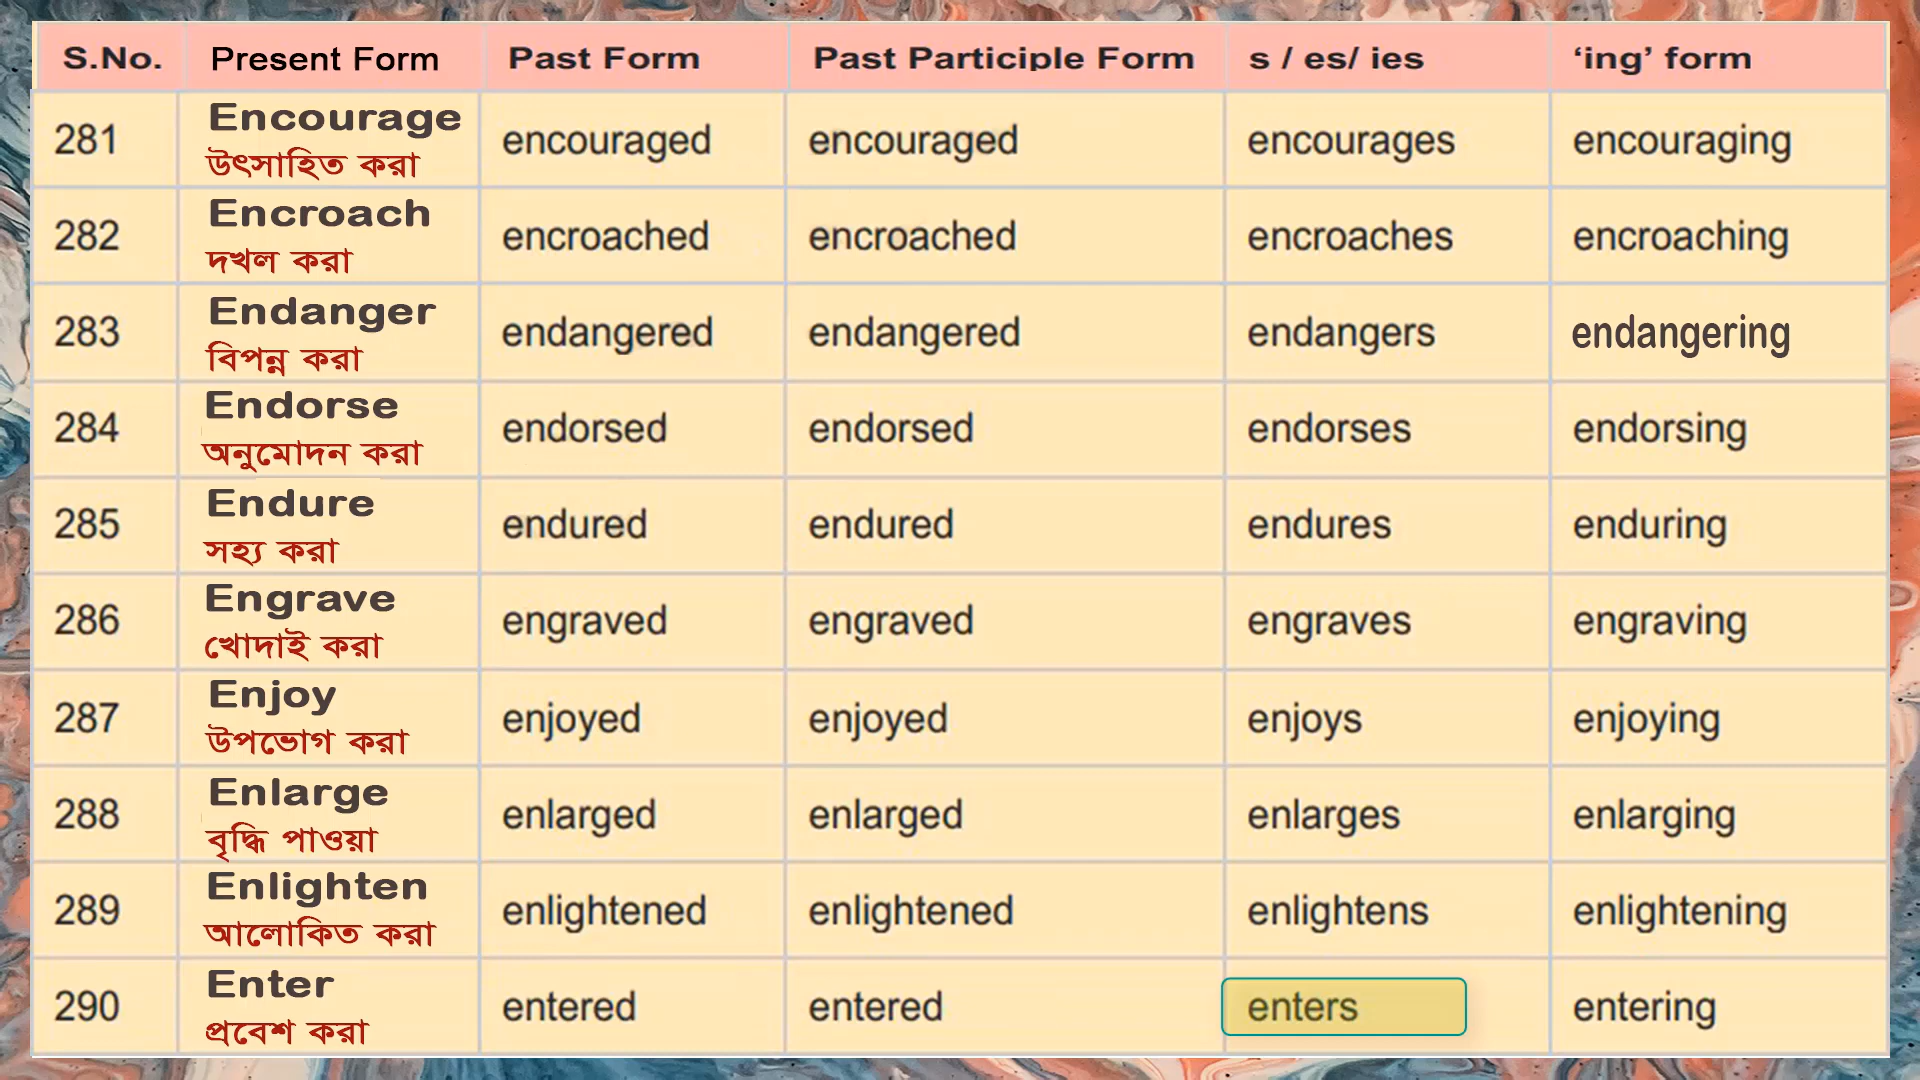 S.No. Present Form Past Form Past Participle Form s / es/ ies ‘ing’ form
281 Encourage encouraged encouraged encourages encouraging
উৎসাহিত করা
282 Encroach encroached encroached encroaches encroaching
দখল করা
283 Endanger endangered endangered endangers endangering
বিপন্ন করা
284 Endorse endorsed endorsed endorses endorsing
অনুমোদন করা
285 Endure endured endured endures enduring
সহ্য করা
286 Engrave engraved engraved engraves engraving
খোদাই করা
287 Enjoy enjoyed enjoyed enjoys enjoying
উপভোগ করা
288 Enlarge enlarged enlarged enlarges enlarging
বৃদ্ধি পাওয়া
289 Enlighten enlightened enlightened enlightens enlightening
আলোকিত করা
290 Enter entered entered enters entering
প্রবেশ করা